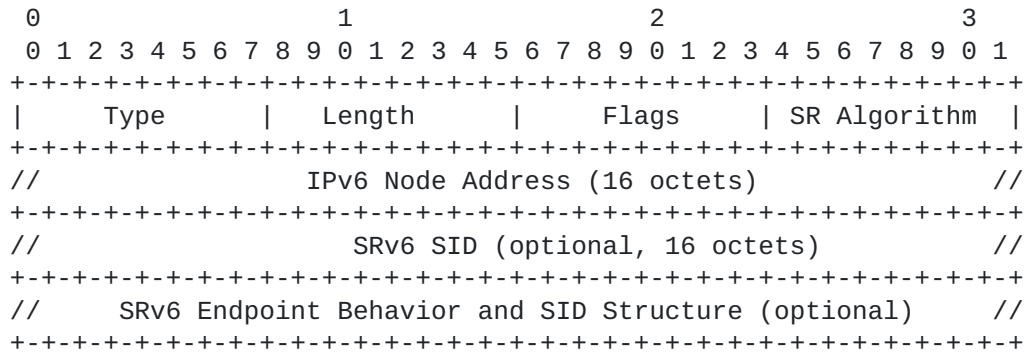 0                   1                   2                   3
 0 1 2 3 4 5 6 7 8 9 0 1 2 3 4 5 6 7 8 9 0 1 2 3 4 5 6 7 8 9 0 1
+-+-+-+-+-+-+-+-+-+-+-+-+-+-+-+-+-+-+-+-+-+-+-+-+-+-+-+-+-+-+-+-+
|     Type      |   Length      |     Flags     | SR Algorithm  |
+-+-+-+-+-+-+-+-+-+-+-+-+-+-+-+-+-+-+-+-+-+-+-+-+-+-+-+-+-+-+-+-+
//                 IPv6 Node Address (16 octets)               //
+-+-+-+-+-+-+-+-+-+-+-+-+-+-+-+-+-+-+-+-+-+-+-+-+-+-+-+-+-+-+-+-+
//                    SRv6 SID (optional, 16 octets)           //
+-+-+-+-+-+-+-+-+-+-+-+-+-+-+-+-+-+-+-+-+-+-+-+-+-+-+-+-+-+-+-+-+
//     SRv6 Endpoint Behavior and SID Structure (optional)     //
+-+-+-+-+-+-+-+-+-+-+-+-+-+-+-+-+-+-+-+-+-+-+-+-+-+-+-+-+-+-+-+-+